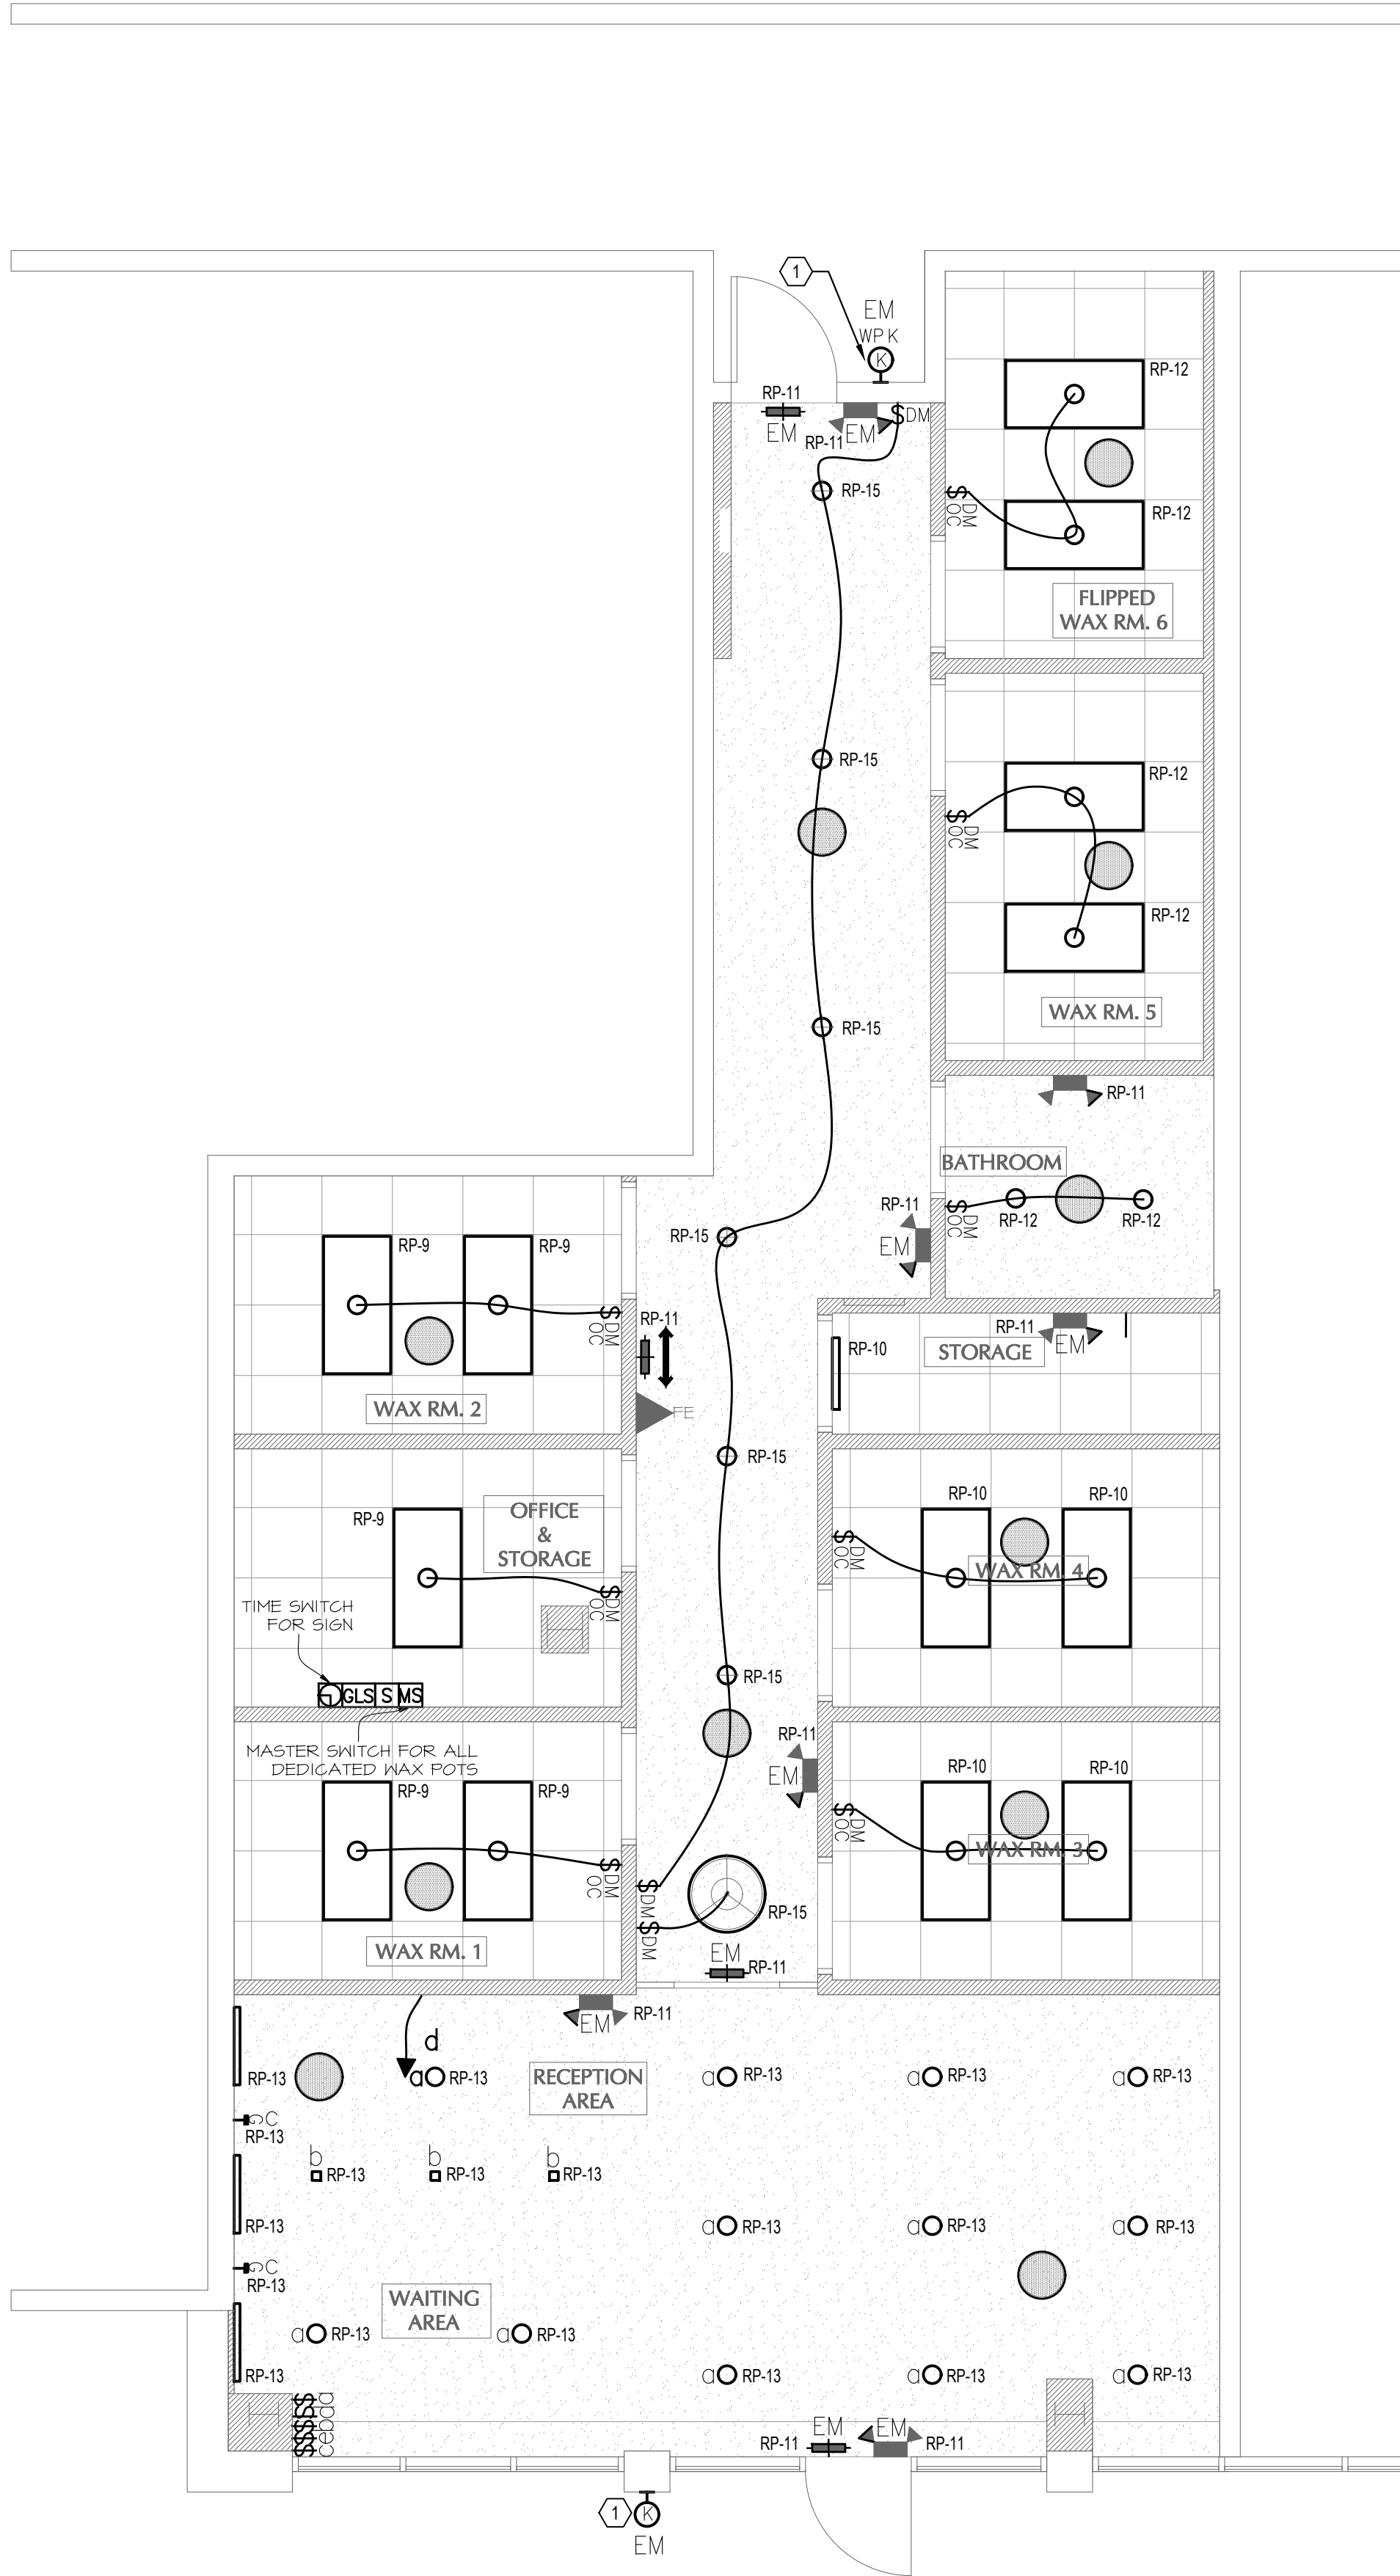 1
EM
WP K
K
RP-11
EM
RP-11
EM
$DM
RP-15
RP-12
$DM
OC
RP-12
FLIPPED
WAX RM. 6
RP-15
RP-12
$DM
OC
RP-12
RP-15
WAX RM. 5
RP-11
BATHROOM
RP-11
EM
$DM
OC
RP-12
RP-12
RP-15
RP-9
RP-9
$DM
OC
WAX RM. 2
RP-11
FE
RP-10
STORAGE
RP-11
EM
RP-15
OFFICE
&
STORAGE
RP-9
$DM
OC
TIME SWITCH
FOR SIGN
GLS S MS
MASTER SWITCH FOR ALL
DEDICATED WAX POTS
RP-10
RP-10
$DM
OC
WAX RM. 4
RP-15
RP-11
EM
RP-9
RP-9
$DM
OC
WAX RM. 1
RP-10
RP-10
$DM
OC
WAX RM. 3
$DM
$DM
RP-15
EM
RP-11
EM
RP-11
d
RP-13
a RP-13
RECEPTION
AREA
a RP-13
a RP-13
a RP-13
GC
RP-13
b
RP-13
b
RP-13
b
RP-13
RP-13
a RP-13
a RP-13
a RP-13
GC
RP-13
WAITING
AREA
a RP-13
a RP-13
RP-13
a RP-13
a RP-13
a RP-13
EM
RP-11
EM
RP-11
1
K
EM